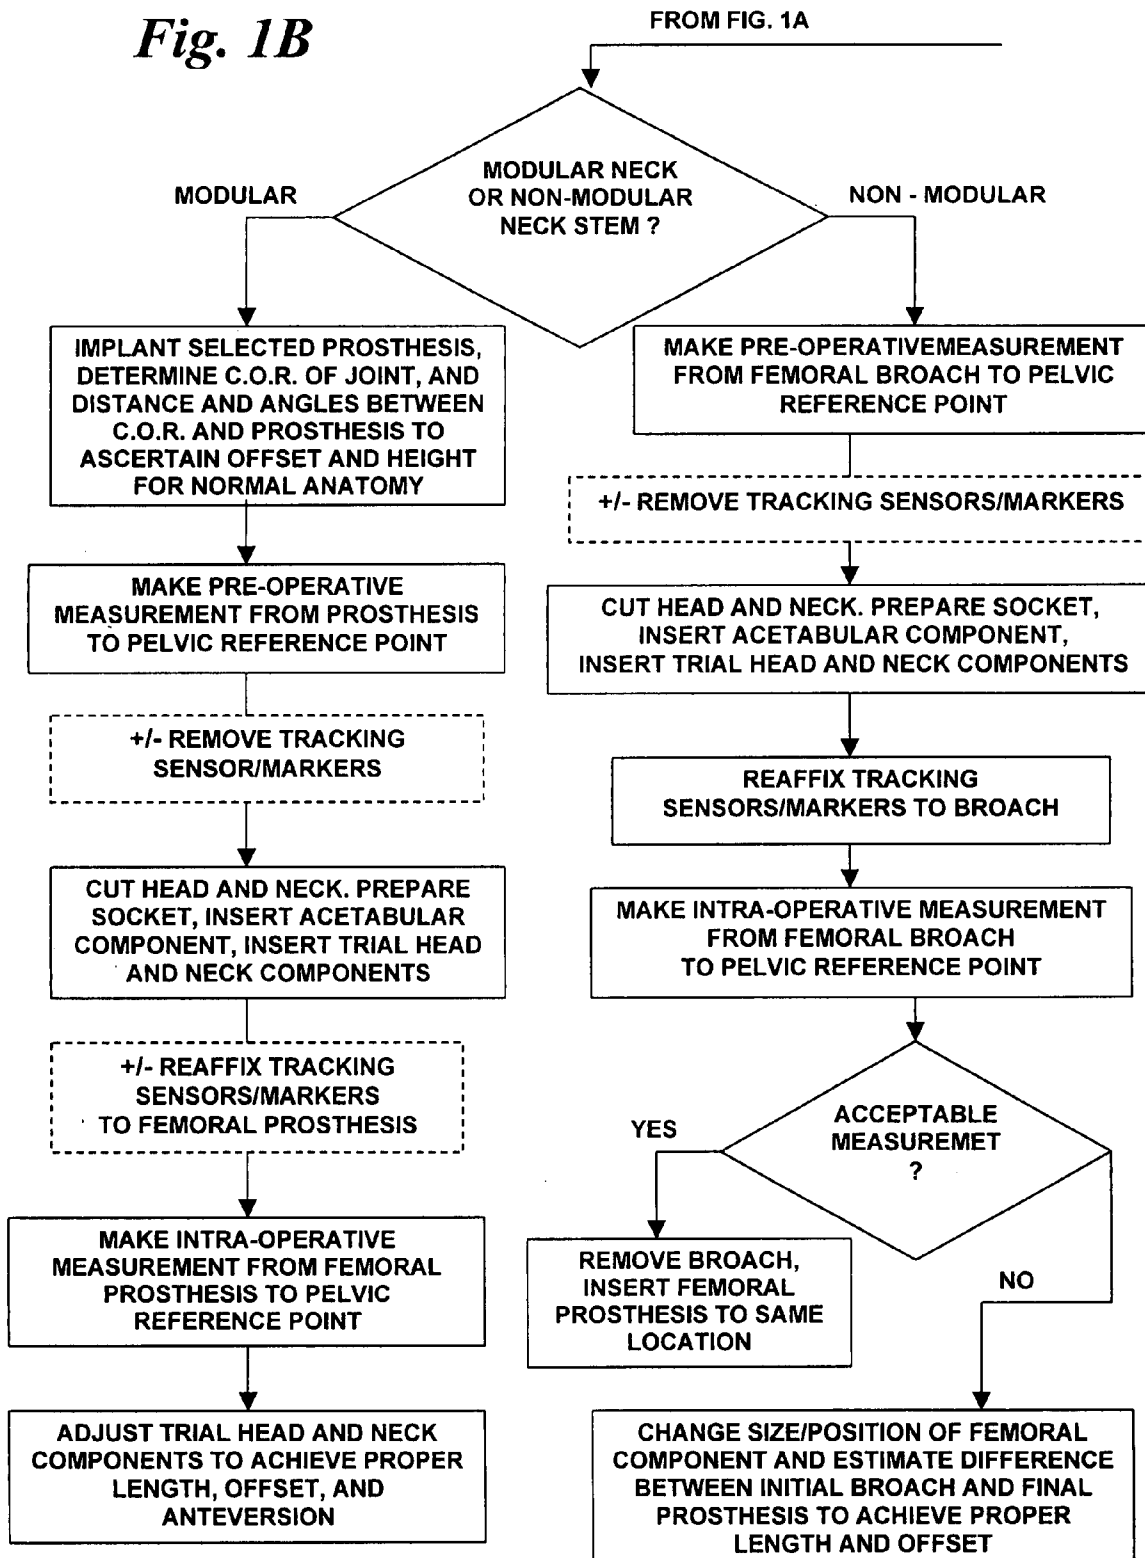 Fig. 1B
FROM FIG. 1A
MODULAR NECK
OR NON-MODULAR
NECK STEM ?
MODULAR
NON - MODULAR
IMPLANT SELECTED PROSTHESIS,
DETERMINE C.O.R. OF JOINT, AND
DISTANCE AND ANGLES BETWEEN
C.O.R. AND PROSTHESIS TO
ASCERTAIN OFFSET AND HEIGHT
FOR NORMAL ANATOMY
MAKE PRE-OPERATIVE
MEASUREMENT FROM PROSTHESIS
TO PELVIC REFERENCE POINT
+/- REMOVE TRACKING
SENSOR/MARKERS
CUT HEAD AND NECK. PREPARE
SOCKET, INSERT ACETABULAR
COMPONENT, INSERT TRIAL HEAD
AND NECK COMPONENTS
+/- REAFFIX TRACKING
SENSORS/MARKERS
TO FEMORAL PROSTHESIS
MAKE INTRA-OPERATIVE
MEASUREMENT FROM FEMORAL
PROSTHESIS TO PELVIC
REFERENCE POINT
ADJUST TRIAL HEAD AND NECK
COMPONENTS TO ACHIEVE PROPER
LENGTH, OFFSET, AND
ANTEVERSION
MAKE PRE-OPERATIVEMEASUREMENT
FROM FEMORAL BROACH TO PELVIC
REFERENCE POINT
+/- REMOVE TRACKING SENSORS/MARKERS
CUT HEAD AND NECK. PREPARE SOCKET,
INSERT ACETABULAR COMPONENT,
INSERT TRIAL HEAD AND NECK COMPONENTS
REAFFIX TRACKING
SENSORS/MARKERS TO BROACH
MAKE INTRA-OPERATIVE MEASUREMENT
FROM FEMORAL BROACH
TO PELVIC REFERENCE POINT
ACCEPTABLE
MEASUREMET
?
YES
NO
REMOVE BROACH,
INSERT FEMORAL
PROSTHESIS TO SAME
LOCATION
CHANGE SIZE/POSITION OF FEMORAL
COMPONENT AND ESTIMATE DIFFERENCE
BETWEEN INITIAL BROACH AND FINAL
PROSTHESIS TO ACHIEVE PROPER
LENGTH AND OFFSET